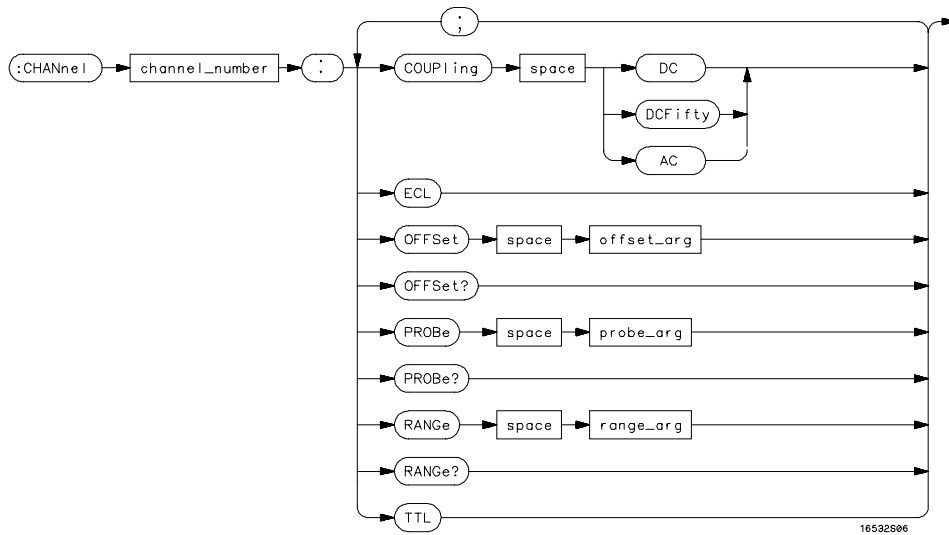 ;
:CHANnel channel_number : COUPling space DC
DCFifty
AC
ECL
OFFSet space offset_arg
OFFSet?
PROBe space probe_arg
PROBe?
RANGe space range_arg
RANGe?
TTL
16532S06